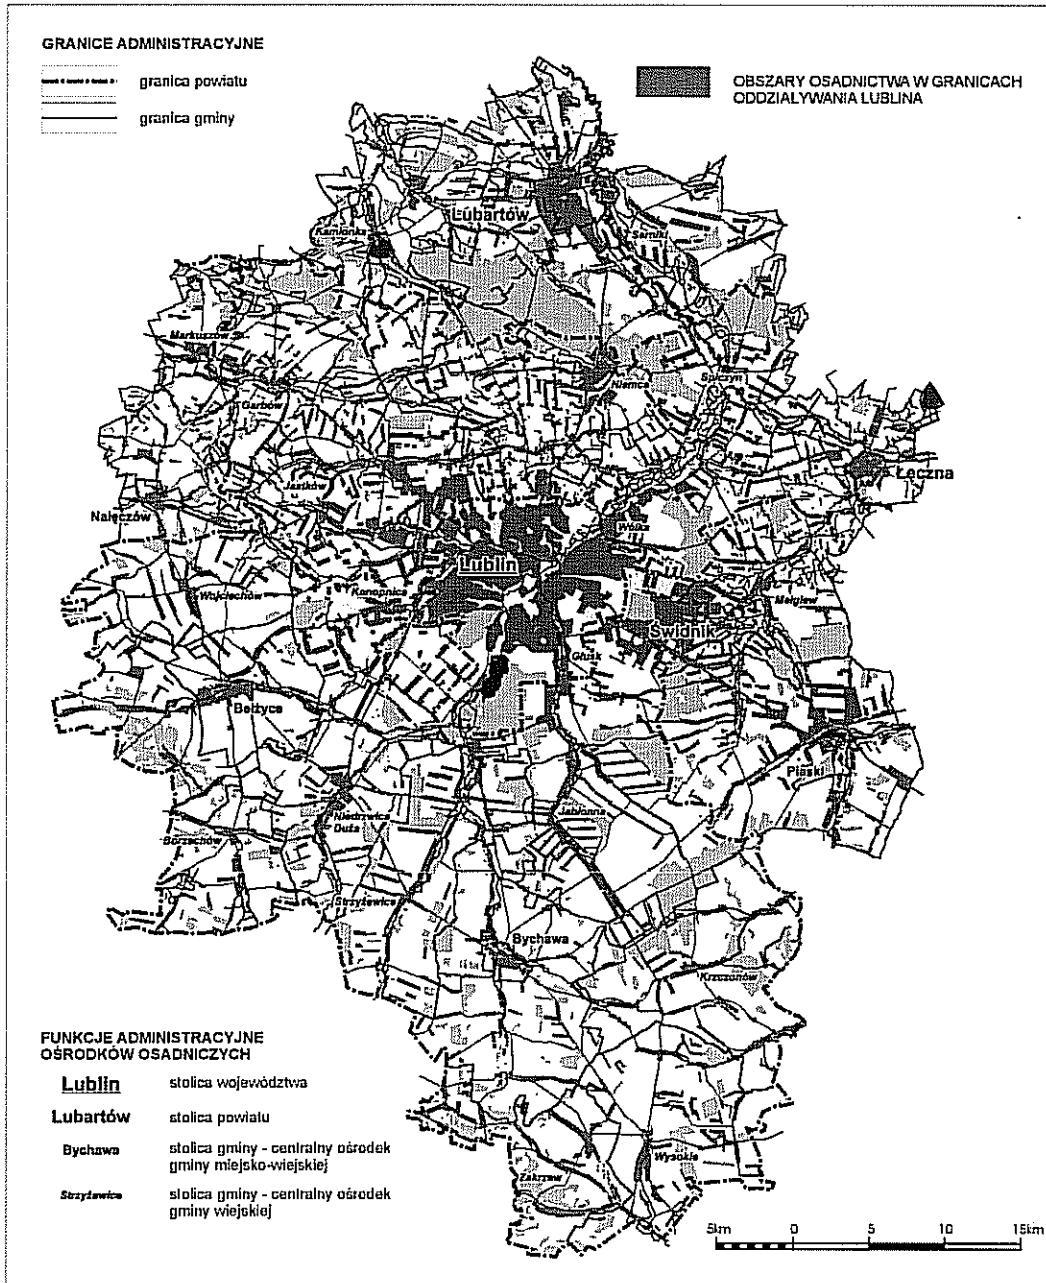 GRANICE ADMINISTRACYJNE
granica powiatu
granica gminy
OBSZARY OSADNICTWA W GRANICACH
ODDZIAŁYWANIA LUBLINA
Lubartów
Kamionka
Serniki
Markuszów
Niemce
Spiczyn
Garbów
Łęczna
Jastków
Nałęczów
Wólka
Lublin
Konopnica
Wojciechów
Mełgiew
Świdnik
Głusk
Bełżyce
Piaski
Jabłonna
Niedrzwica
Duża
Borzechów
Strzyżewice
Bychawa
Krzczonów
Wysokie
Zakrzew
FUNKCJE ADMINISTRACYJNE
OŚRODKÓW OSADNICZYCH
Lublin stolica województwa
Lubartów stolica powiatu
Bychawa stolica gminy - centralny ośrodek
gminy miejsko-wiejskiej
Strzyżewice stolica gminy - centralny ośrodek
gminy wiejskiej
5km 0 5 10 15km